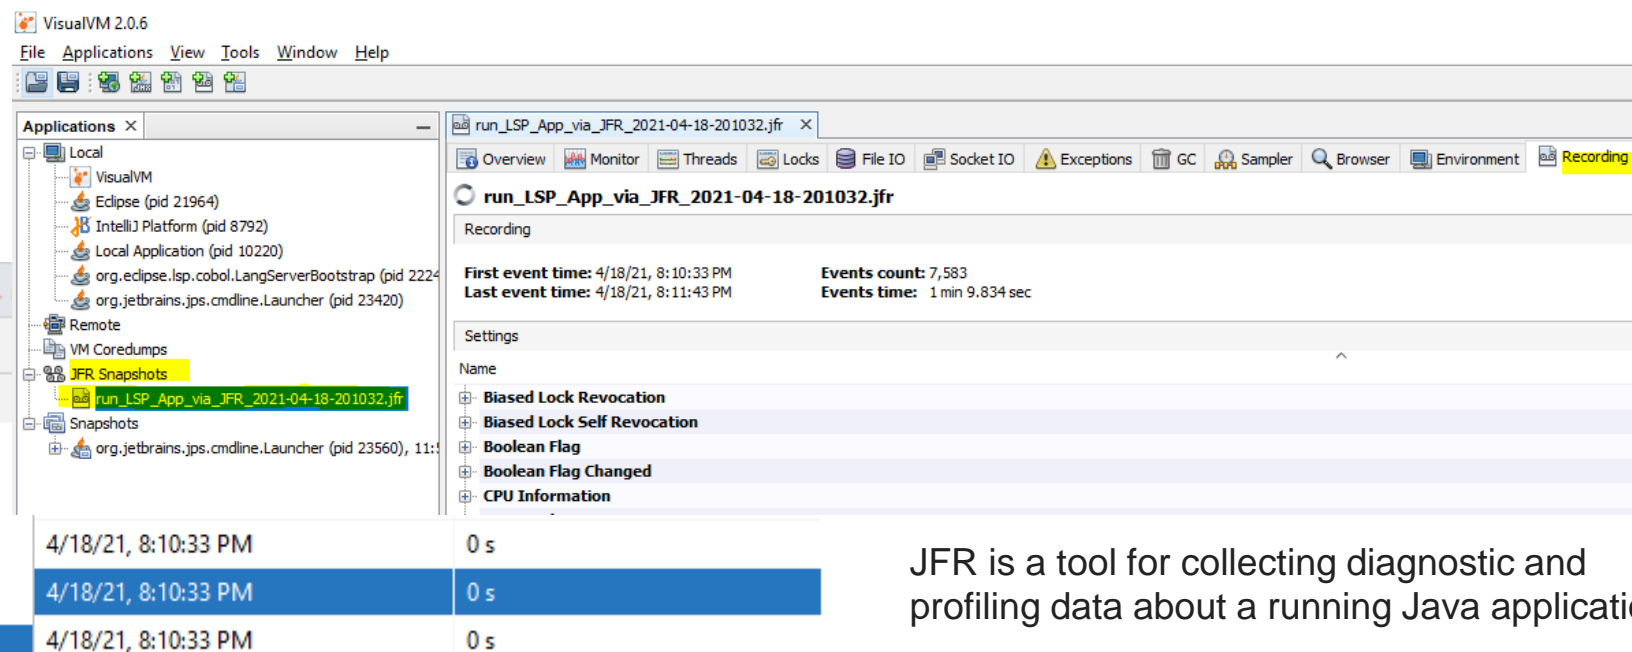 VisualVM 2.0.6
File Applications View Tools Window Help
Applications
Local
VisualVM
Eclipse (pid 21964)
IntelliJ Platform (pid 8792)
Local Application (pid 10220)
org.eclipse.lsp.cobol.LangServerBootstrap (pid 2224
org.jetbrains.jps.cmdline.Launcher (pid 23420)
Remote
VM Coredumps
JFR Snapshots
run_LSP_App_via_JFR_2021-04-18-201032.jfr
Snapshots
org.jetbrains.jps.cmdline.Launcher (pid 23560), 11:5
run_LSP_App_via_JFR_2021-04-18-201032.jfr
Overview Monitor Threads Locks File IO Socket IO Exceptions GC Sampler Browser Environment Recording
run_LSP_App_via_JFR_2021-04-18-201032.jfr
Recording
First event time: 4/18/21, 8:10:33 PM Events count: 7,583
Last event time: 4/18/21, 8:11:43 PM Events time: 1 min 9.834 sec
Settings
Name
Biased Lock Revocation
Biased Lock Self Revocation
Boolean Flag
Boolean Flag Changed
CPU Information
4/18/21, 8:10:33 PM 0 s
4/18/21, 8:10:33 PM 0 s
4/18/21, 8:10:33 PM 0 s
JFR is a tool for collecting diagnostic and
profiling data about a running Java applicati